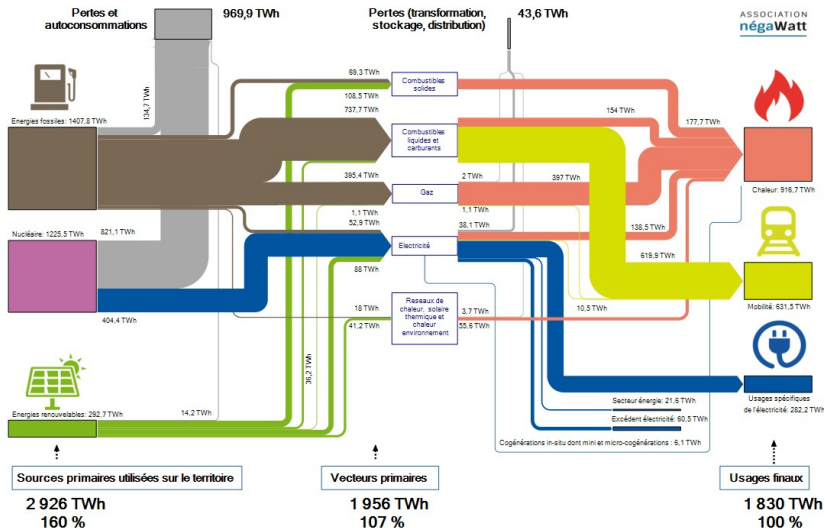 Pertes et
autoconsommations
969,9 TWh
Pertes (transformation,
stockage, distribution)
43,6 TWh
ASSOCIATION
négaWatt
134,7 TWh
69,3 TWh
108,5 TWh
737,7 TWh
Combustibles
solides
Combustibles
liquides et
carburants
154 TWh
177,7 TWh
Energies fossiles: 1407,8 TWh
395,4 TWh
1,1 TWh
52,9 TWh
Gaz
2 TWh
1,1 TWh
397 TWh
Chaleur: 916,7 TWh
Nucléaire: 1225,5 TWh
821,1 TWh
404,4 TWh
88 TWh
Electricité
38,1 TWh
138,5 TWh
619,9 TWh
18 TWh
41,2 TWh
Reseaux de
chaleur, solaire
thermique et
chaleur
environnement
3,7 TWh
55,6 TWh
10,5 TWh
Mobilité: 631,5 TWh
36,2 TWh
Energies renouvelables: 292,7 TWh
14,2 TWh
Secteur énergie: 21,6 TWh
Excédent électricité: 60,5 TWh
Cogénérations in-situ dont mini et micro-cogénérations : 6,1 TWh
Usages spécifiques
de l'électricité: 282,2 TWh
Sources primaires utilisées sur le territoire
2 926 TWh
160 %
Vecteurs primaires
1 956 TWh
107 %
Usages finaux
1 830 TWh
100 %